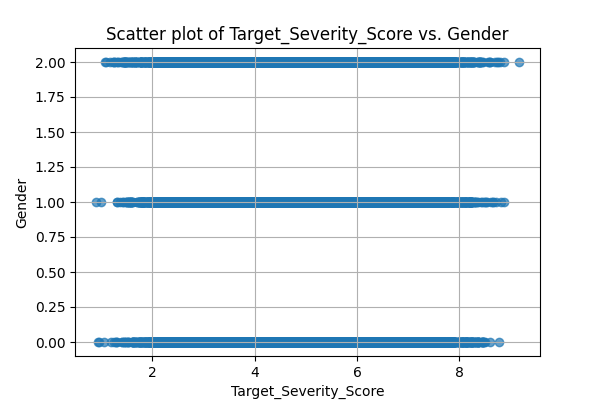 Scatter plot of Target_Severity_Score vs. Gender
2.00
1.75
1.50
1.25
1.00
0.75
0.50
0.25
0.00
Gender
2 4 6 8
Target_Severity_Score